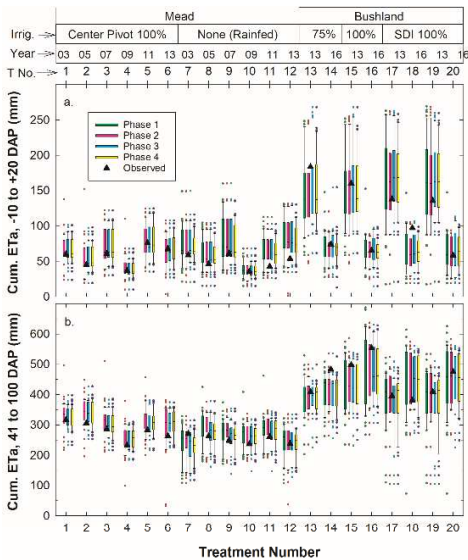 Mead Bushland
Irrig. Center Pivot 100% None (Rainfed) 75% 100% SDI 100%
Year 03 05 07 09 11 13 03 05 07 09 11 13 13 16 13 16 13 16 13 16
T No. 1 2 3 4 5 6 7 8 9 10 11 12 13 14 15 16 17 18 19 20
Cum. ETa, -10 to +20 DAP (mm)
a.
250
200
150
100
50
0
Phase 1
Phase 2
Phase 3
Phase 4
Observed
Cum. ETa, 41 to 100 DAP (mm)
b.
600
500
400
300
200
100
0
1 2 3 4 5 6 7 8 9 10 11 12 13 14 15 16 17 18 19 20
Treatment Number